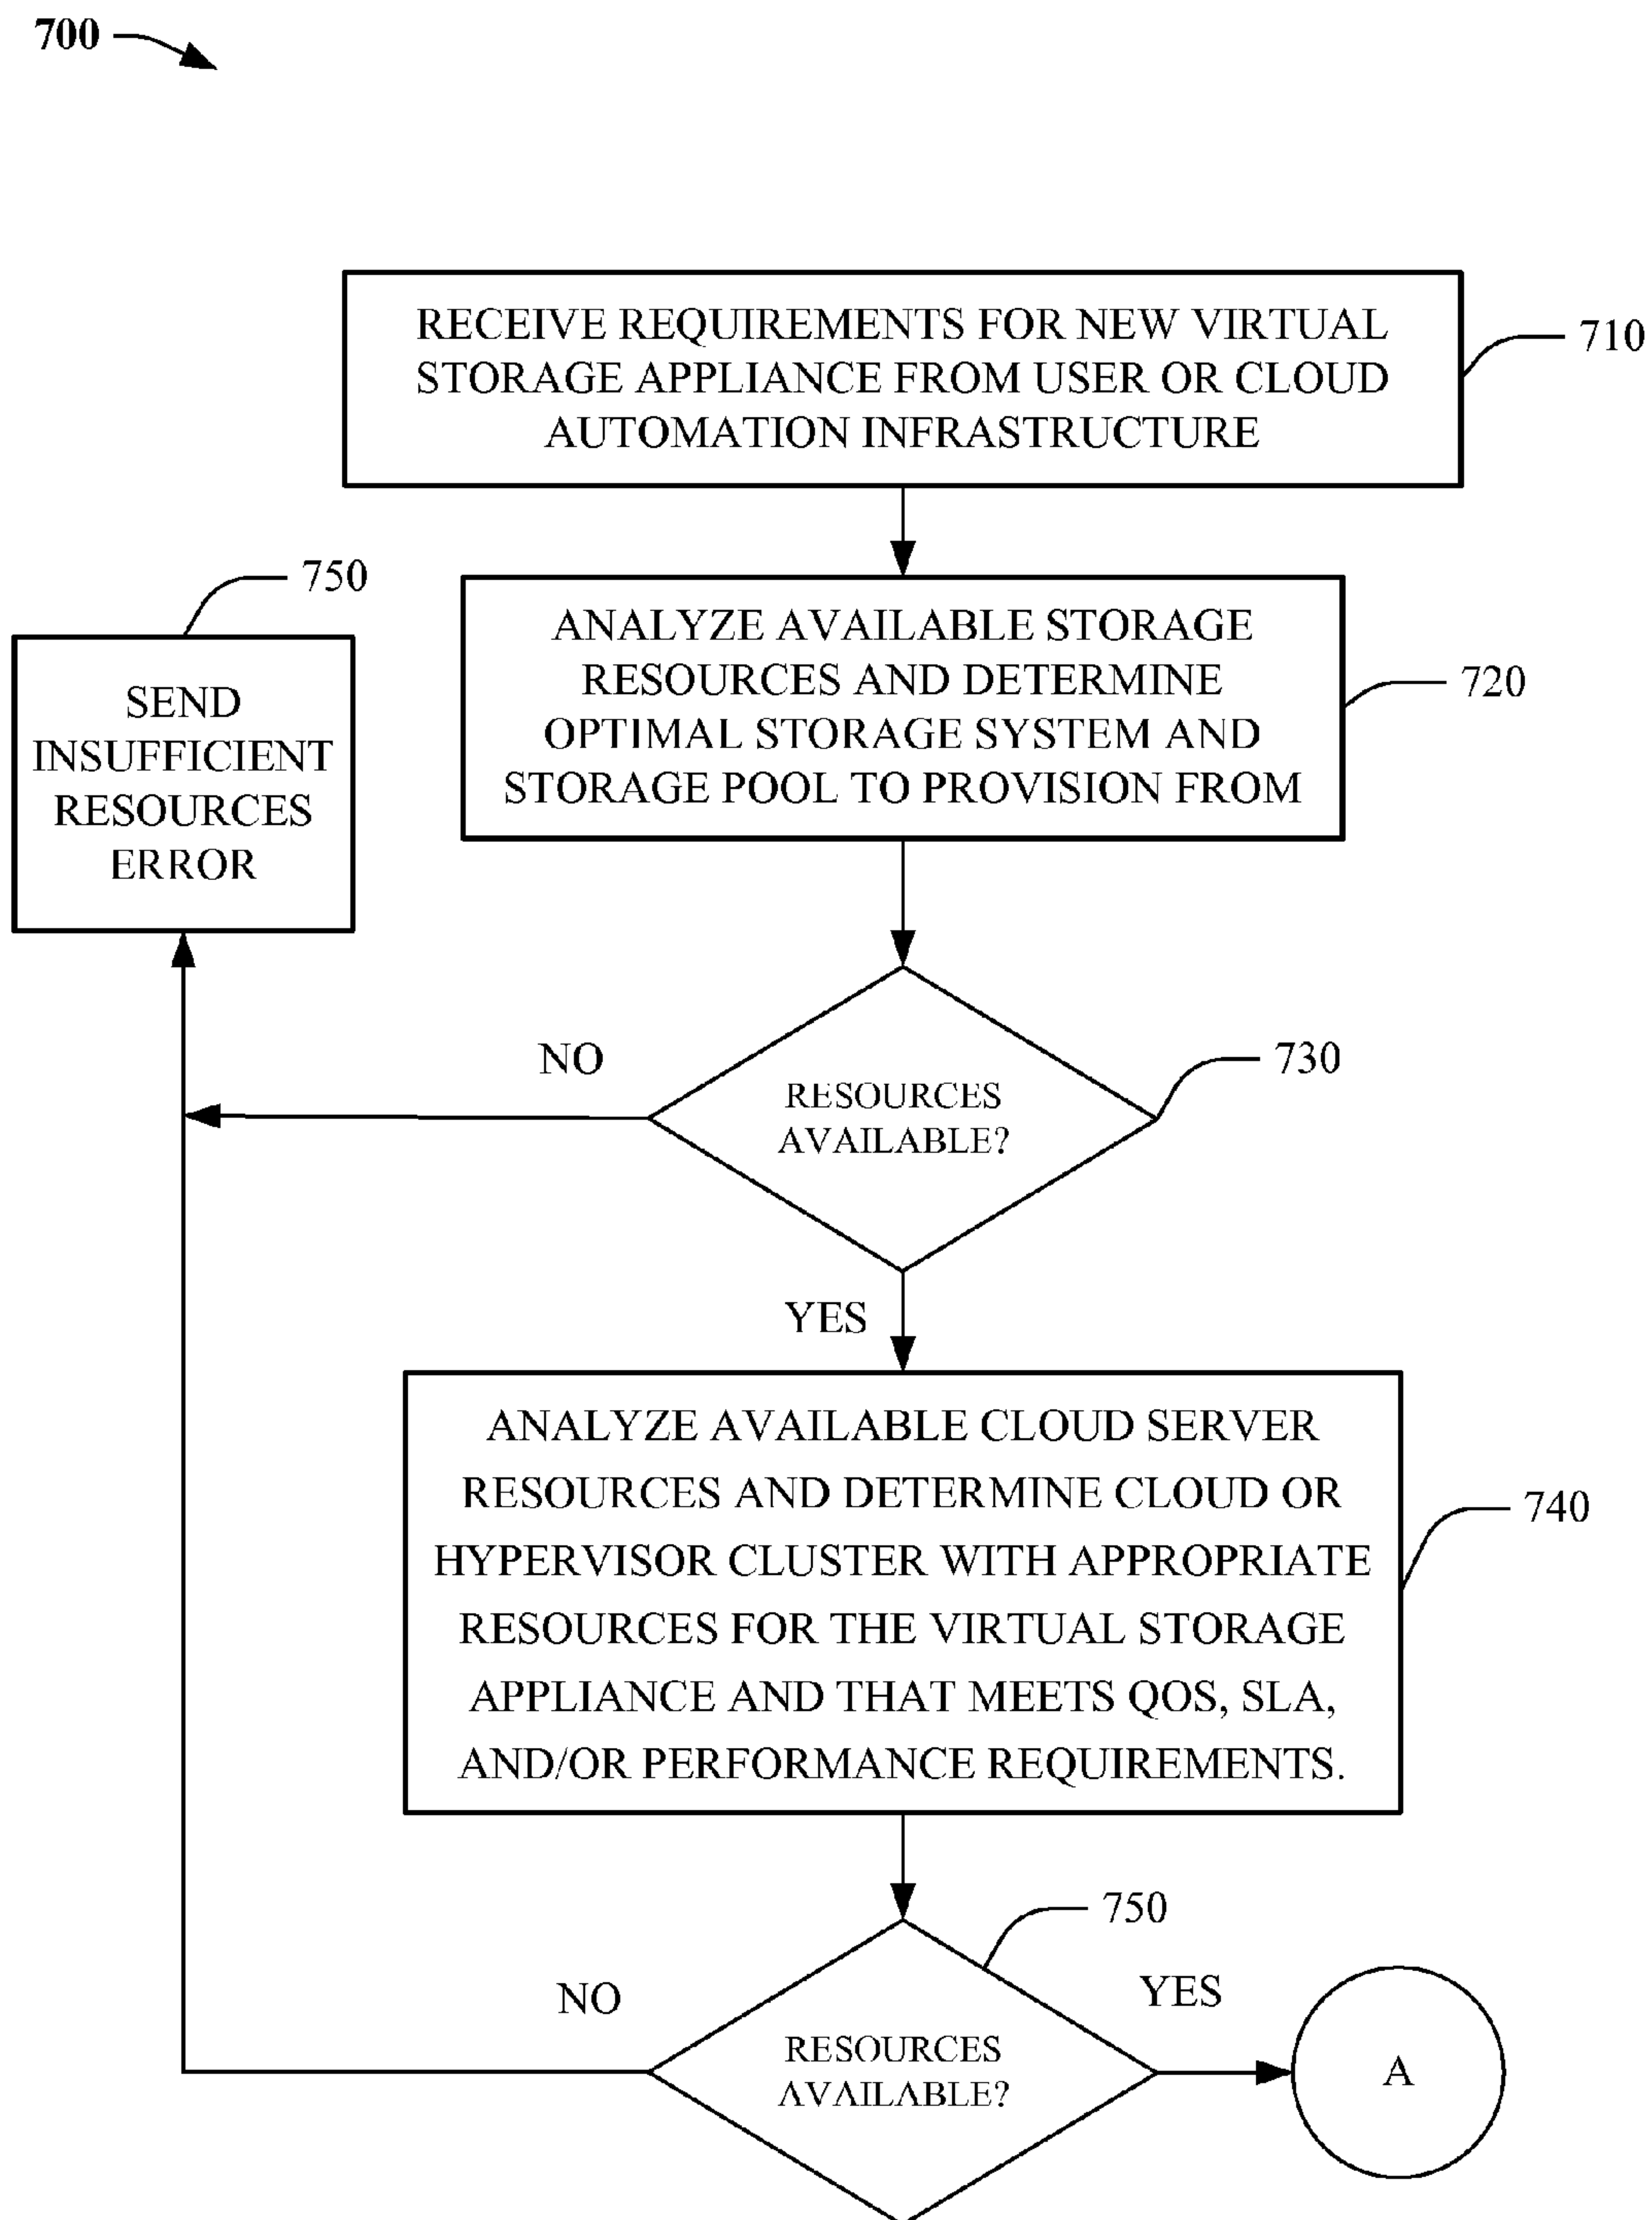 700
RECEIVE REQUIREMENTS FOR NEW VIRTUAL
STORAGE APPLIANCE FROM USER OR CLOUD
AUTOMATION INFRASTRUCTURE
710
750
SEND
INSUFFICIENT
RESOURCES
ERROR
ANALYZE AVAILABLE STORAGE
RESOURCES AND DETERMINE
OPTIMAL STORAGE SYSTEM AND
STORAGE POOL TO PROVISION FROM
720
NO
RESOURCES
AVAILABLE?
730
YES
ANALYZE AVAILABLE CLOUD SERVER
RESOURCES AND DETERMINE CLOUD OR
HYPERVISOR CLUSTER WITH APPROPRIATE
RESOURCES FOR THE VIRTUAL STORAGE
APPLIANCE AND THAT MEETS QOS, SLA,
AND/OR PERFORMANCE REQUIREMENTS.
740
750
NO
RESOURCES
AVAILABLE?
YES
A